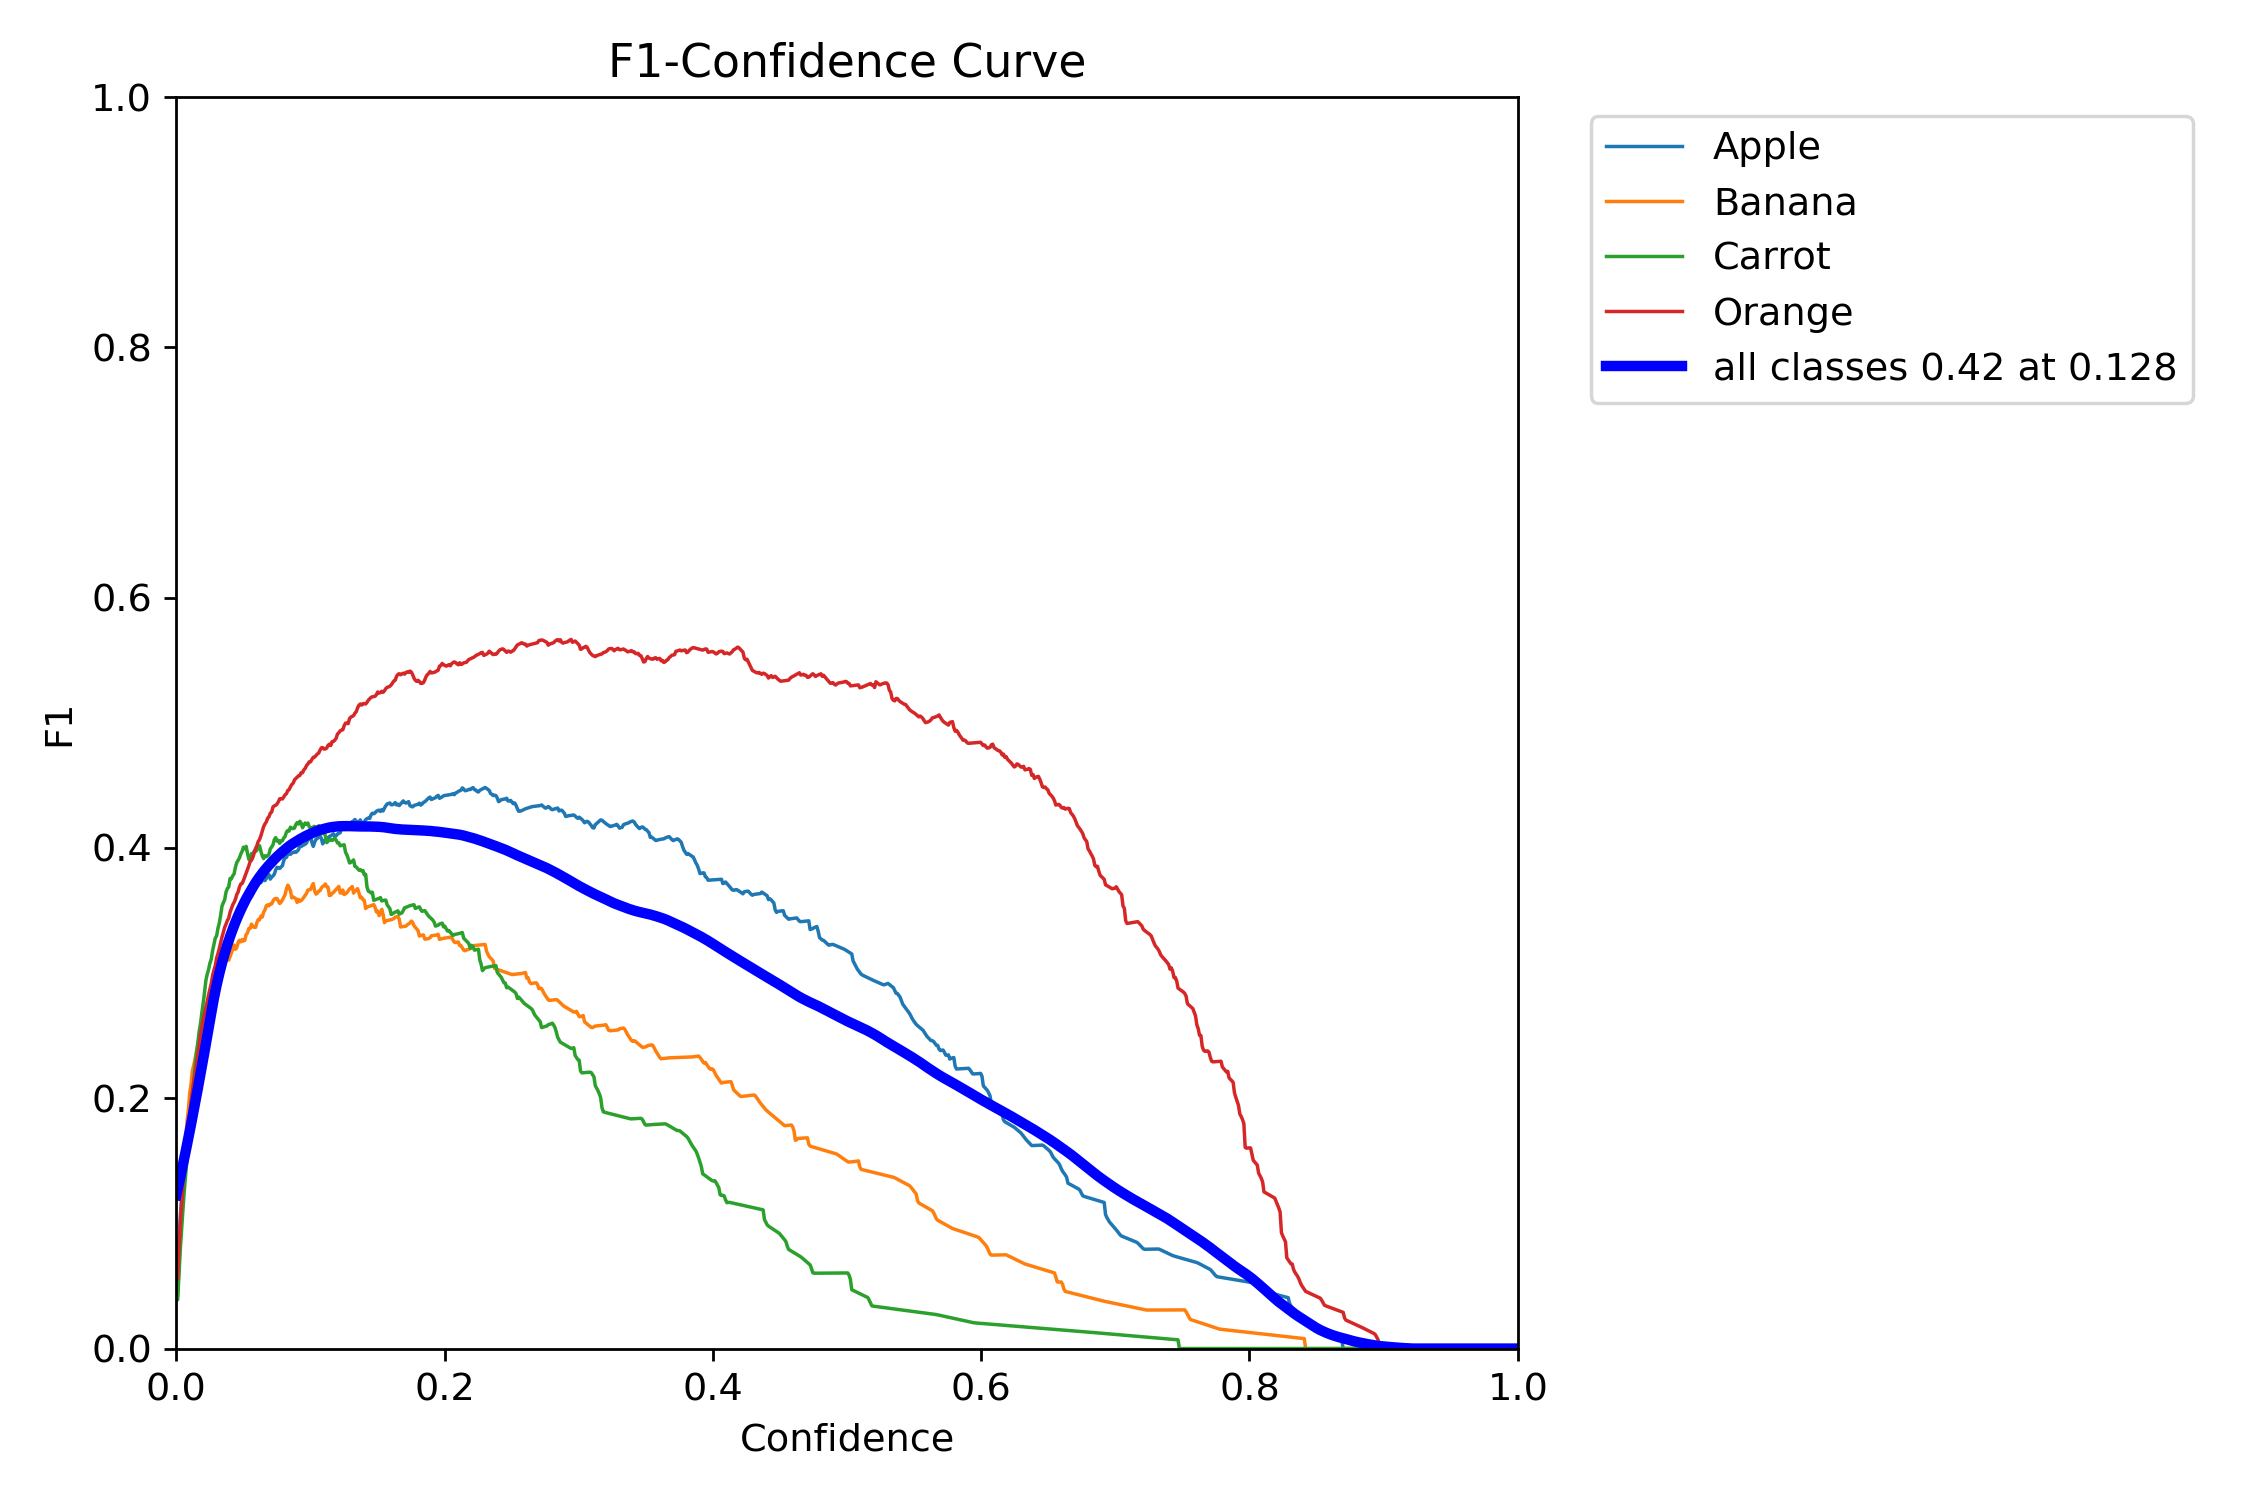 F1-Confidence Curve
1.0
0.8
0.6
0.4
0.2
0.0
F1
0.0 0.2 0.4 0.6 0.8 1.0
Confidence
Apple
Banana
Carrot
Orange
all classes 0.42 at 0.128